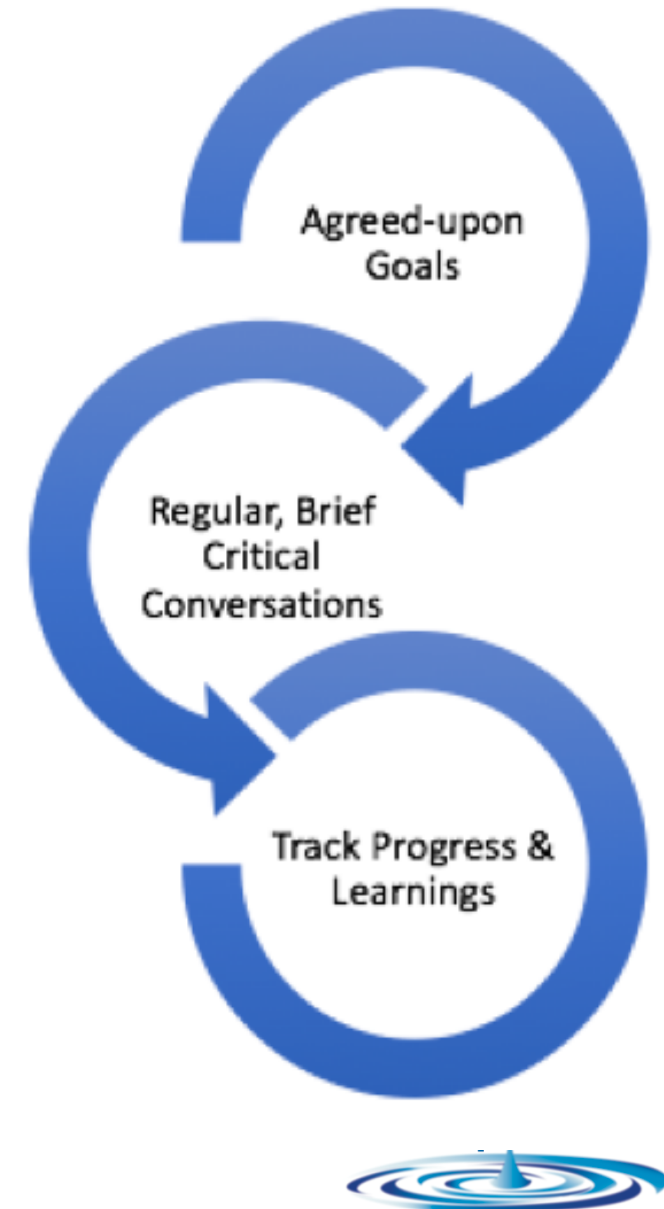 Agreed-upon
Goals
Regular, Brief
Critical
Conversations
Track Progress &
Learnings